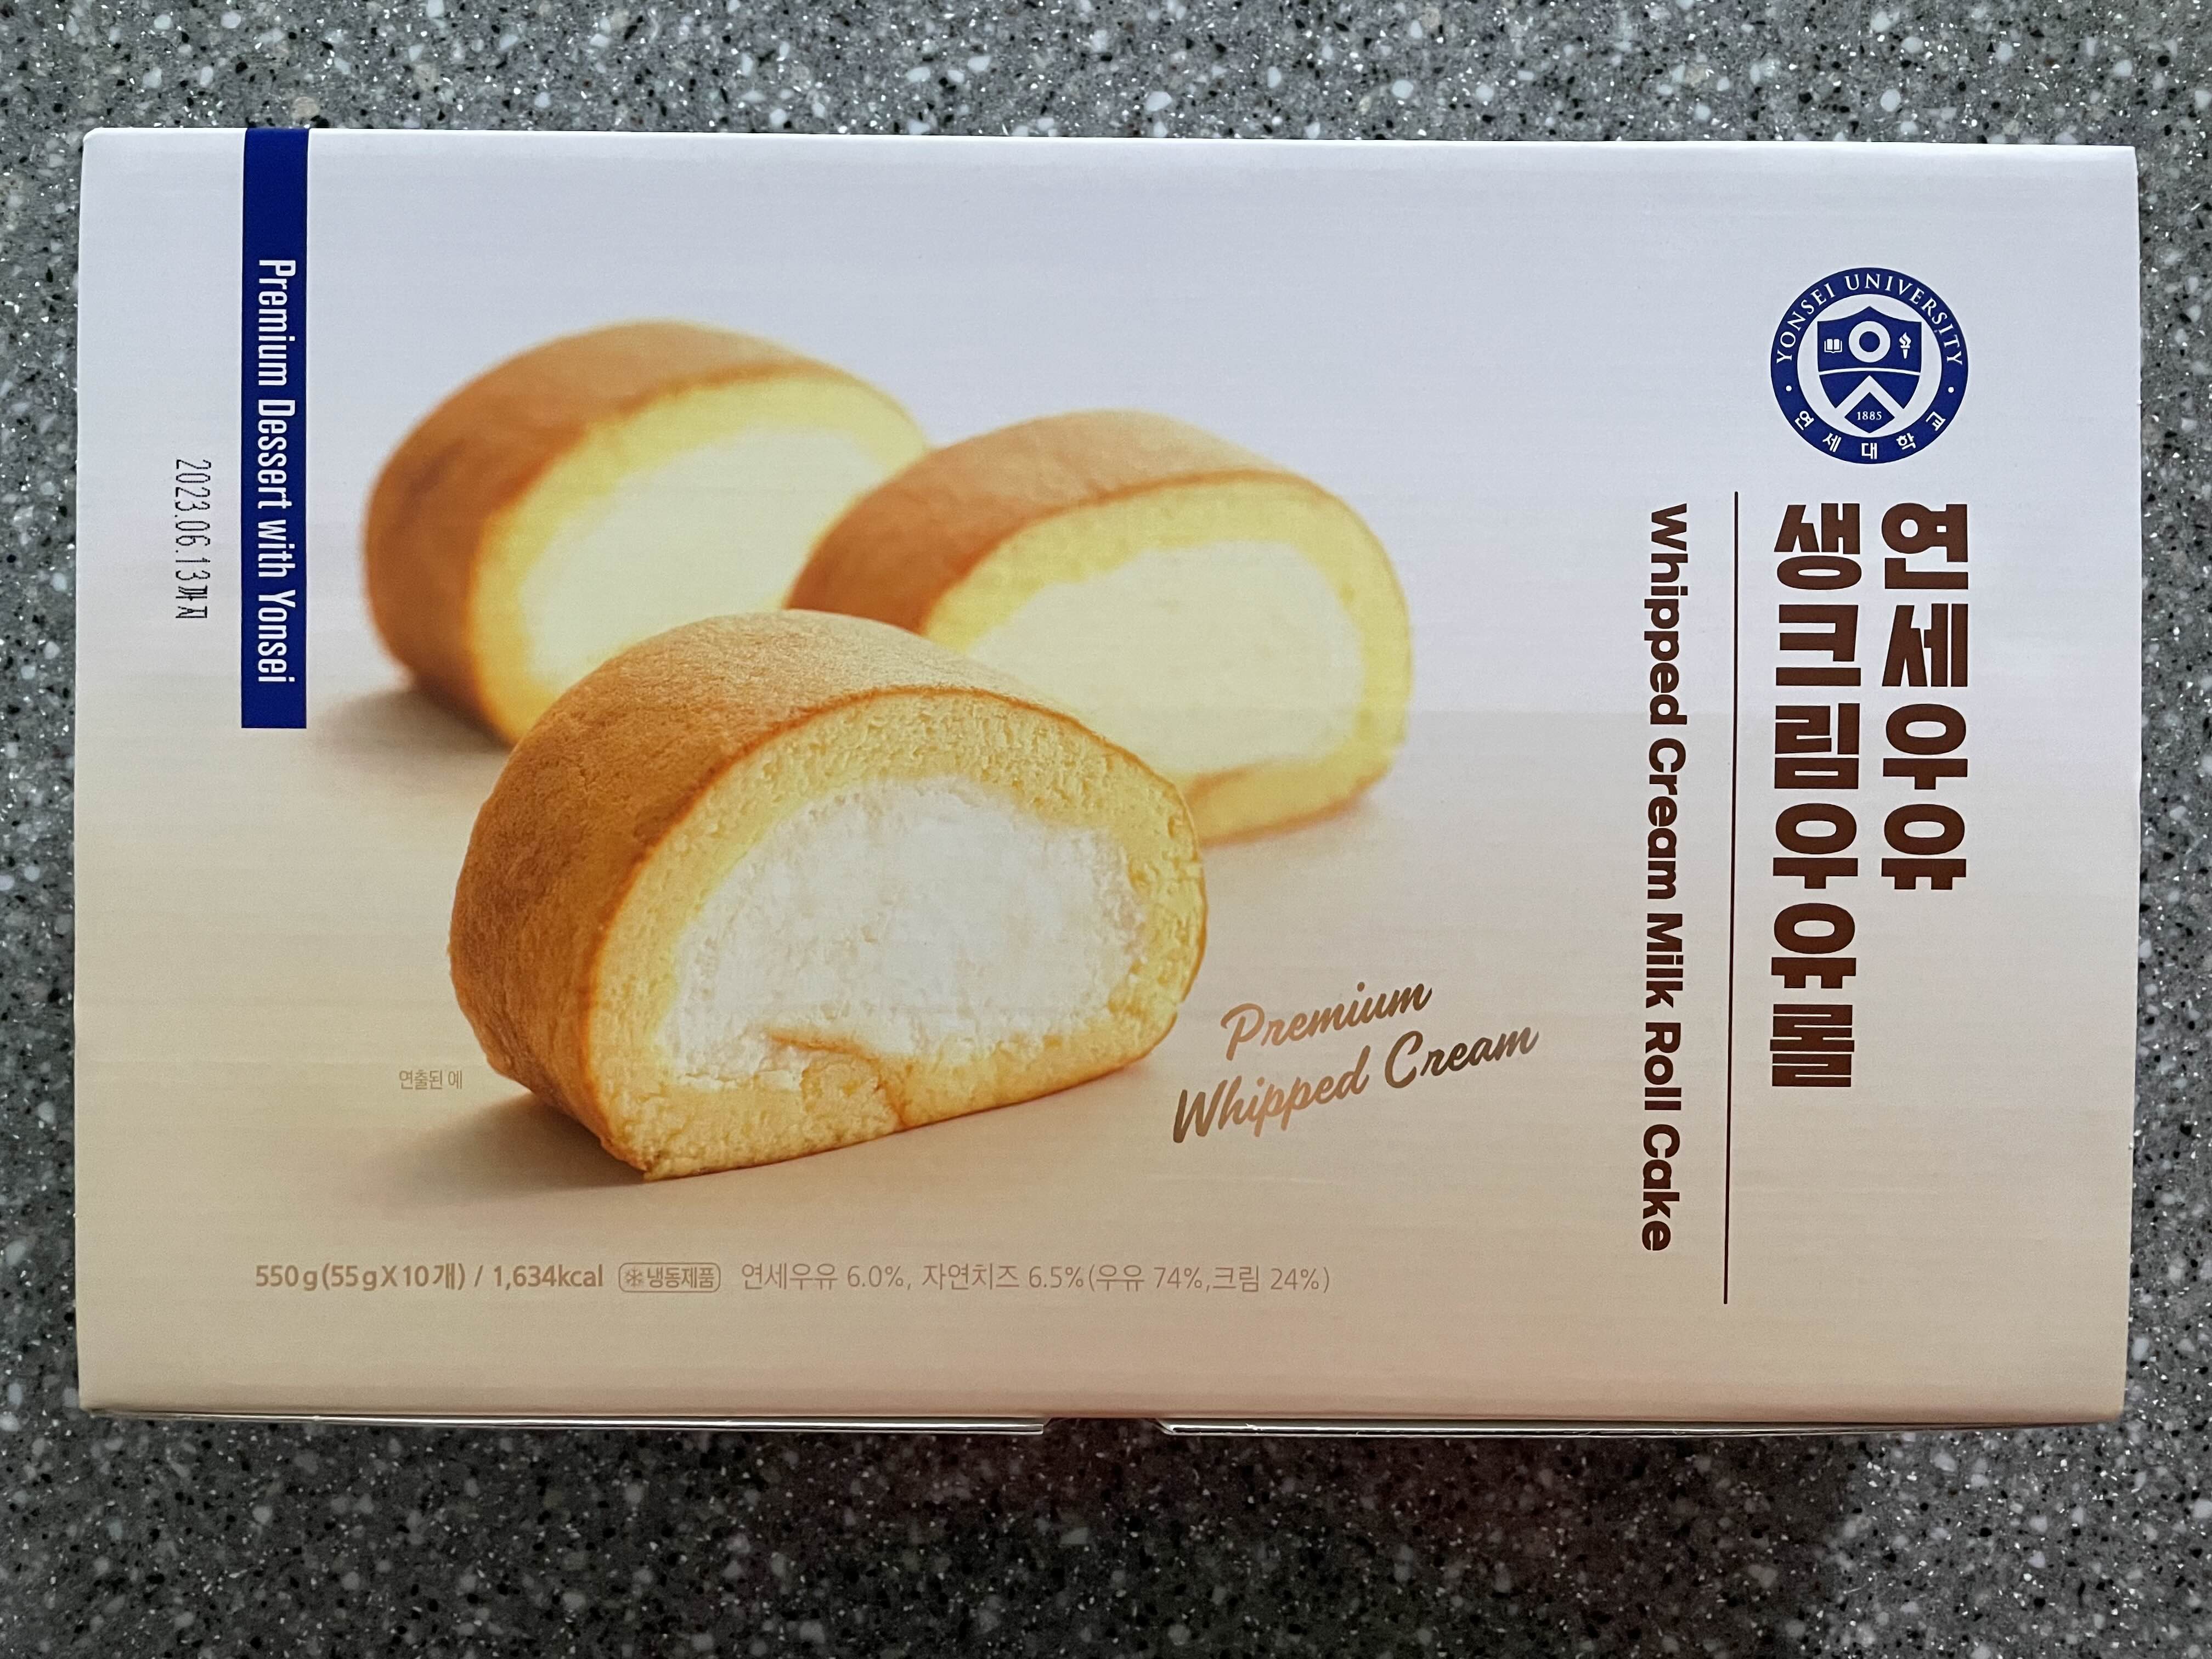 YONSEI UNIVERSITY
1885
연세대학교
연세우유
생크림우유롤
Whipped Cream Milk Roll Cake
Premium
Whipped Cream
Premium Dessert with Yonsei
2023.06.13까지
연출된 예
550g(55gX10개) / 1,634kcal 냉동제품 연세우유 6.0%, 자연치즈 6.5%(우유 74%,크림 24%)